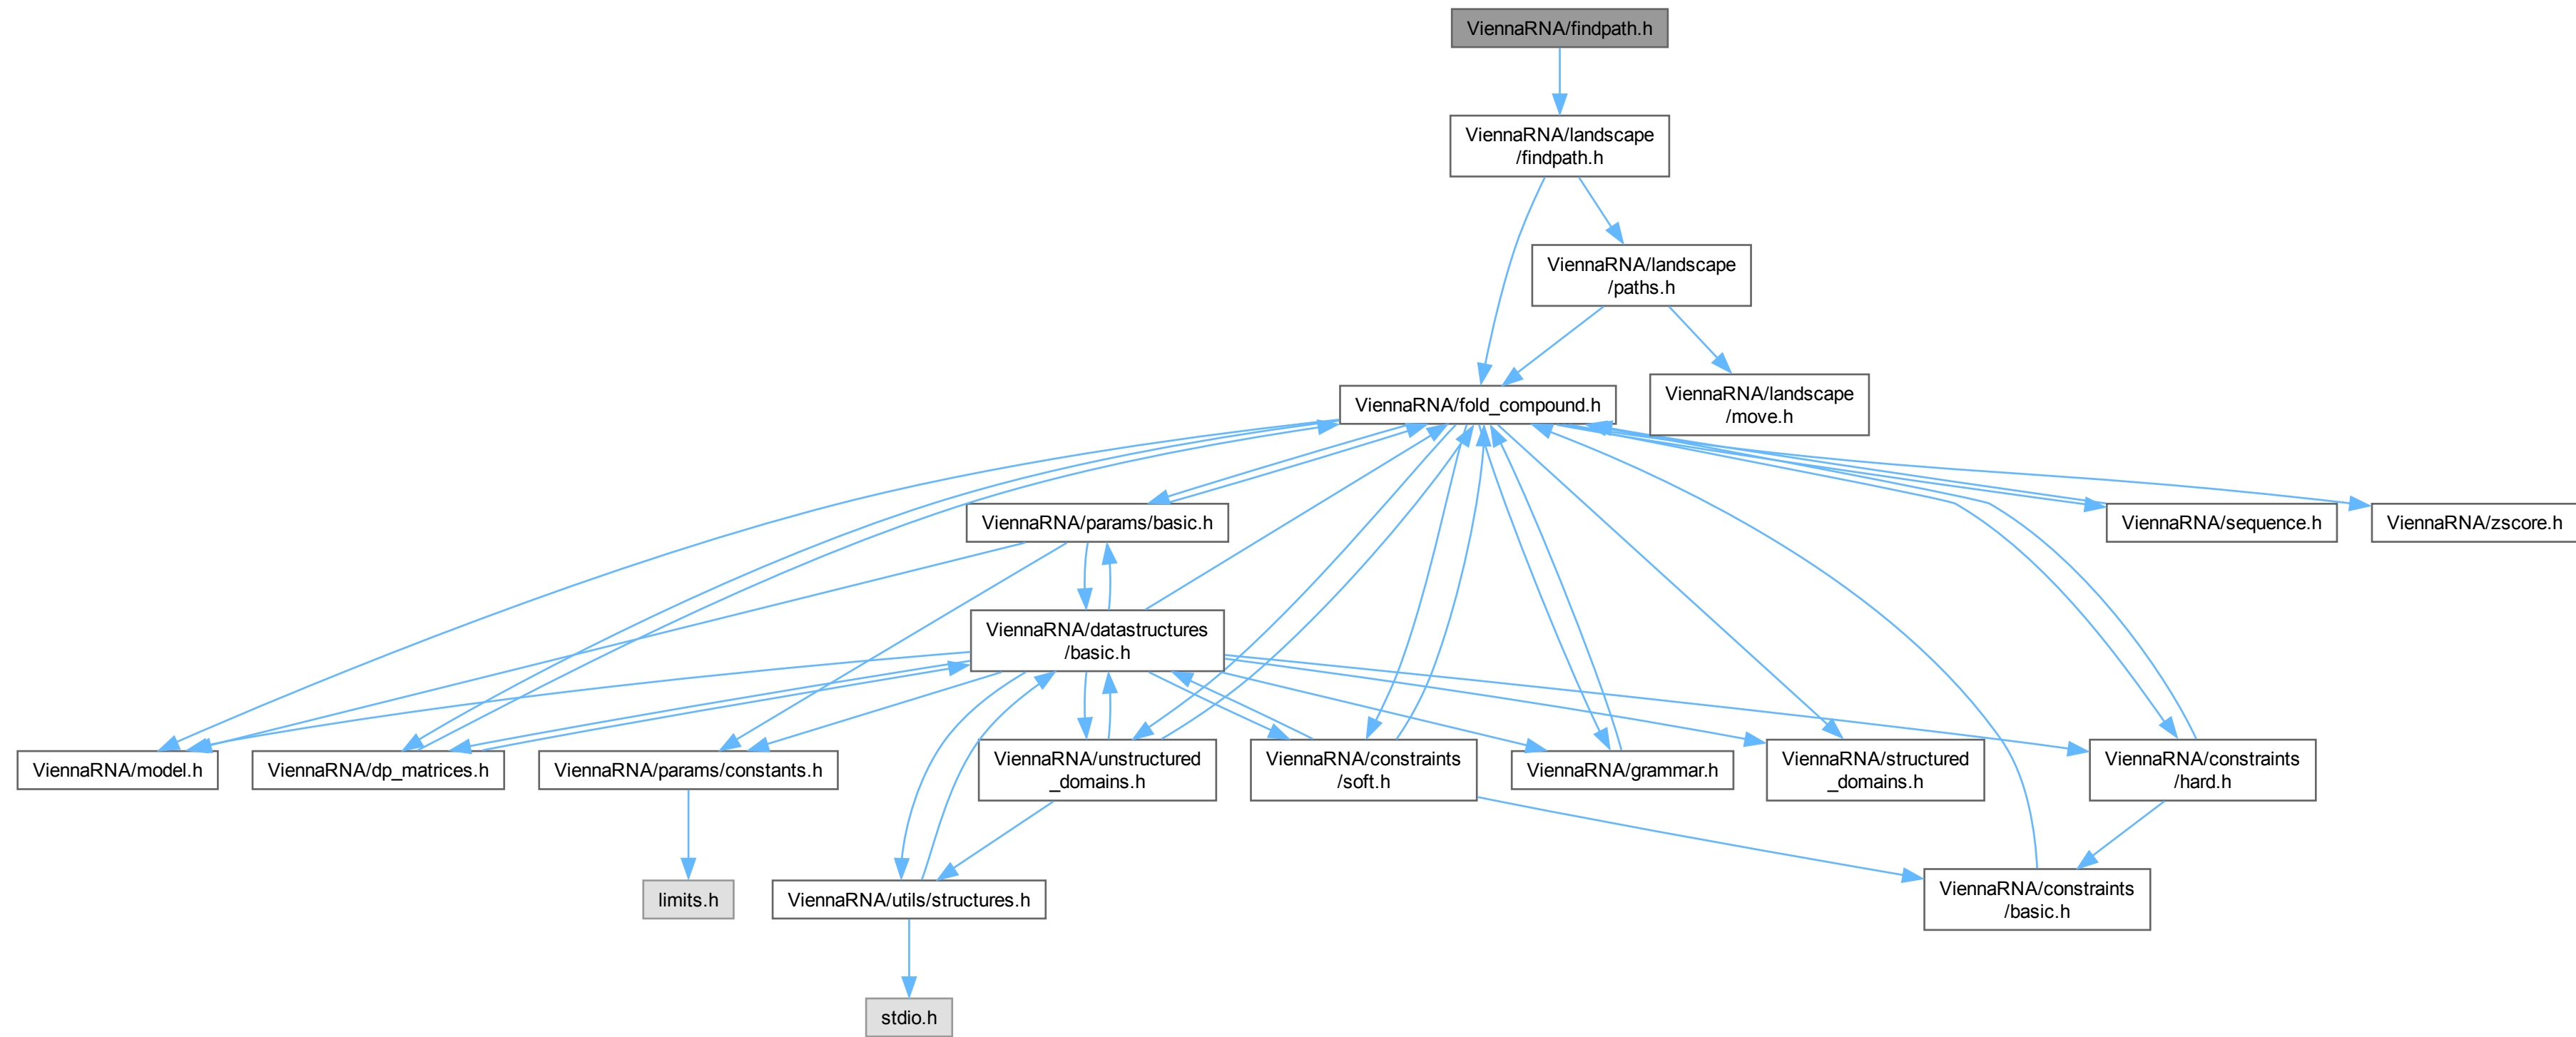 ViennaRNA/findpath.h
ViennaRNA/landscape
/findpath.h
ViennaRNA/landscape
/paths.h
ViennaRNA/fold_compound.h
ViennaRNA/landscape
/move.h
ViennaRNA/params/basic.h
ViennaRNA/sequence.h
ViennaRNA/zscore.h
ViennaRNA/datastructures
/basic.h
ViennaRNA/model.h
ViennaRNA/dp_matrices.h
ViennaRNA/params/constants.h
ViennaRNA/unstructured
_domains.h
ViennaRNA/constraints
/soft.h
ViennaRNA/grammar.h
ViennaRNA/structured
_domains.h
ViennaRNA/constraints
/hard.h
limits.h
ViennaRNA/utils/structures.h
ViennaRNA/constraints
/basic.h
stdio.h